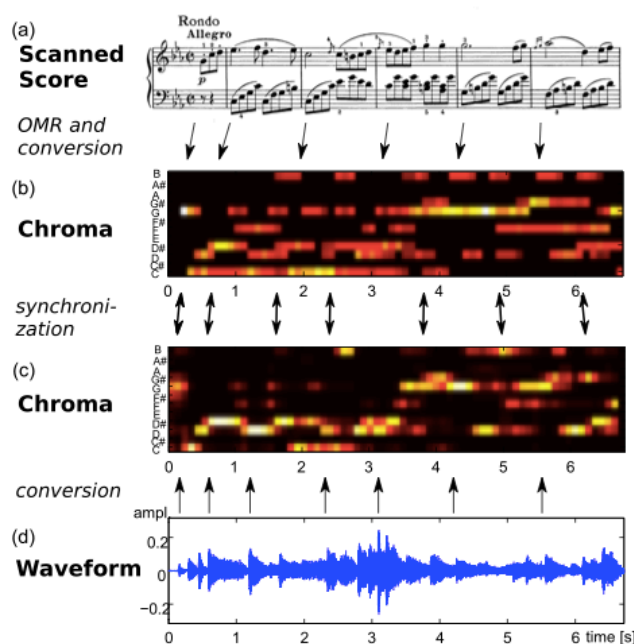 (a)
Rondo
Allegro
Scanned
Score
p
OMR and
conversion
(b)
Chroma
B
A#
A
G#
G
F#
F
E
D#
D
C#
C
0 1 2 3 4 5 6
synchroni-
zation
(c)
Chroma
B
A#
A
G#
G
F#
F
E
D#
D
C#
C
0 1 2 3 4 5 6
conversion
ampl
(d)
Waveform
0.2
0
−0.2
0 1 2 3 4 5 6 time [s]